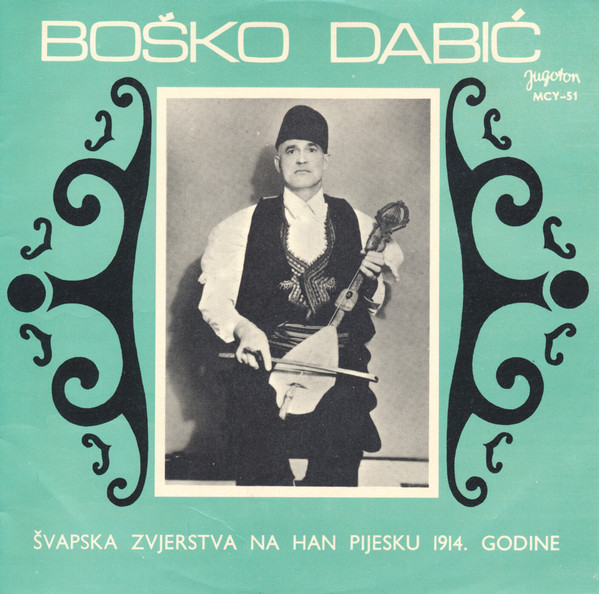 BOŠKO DABIĆ
Jugoton
MCY-51
ŠVAPSKA ZVJERSTVA NA HAN PIJESKU 1914. GODINE